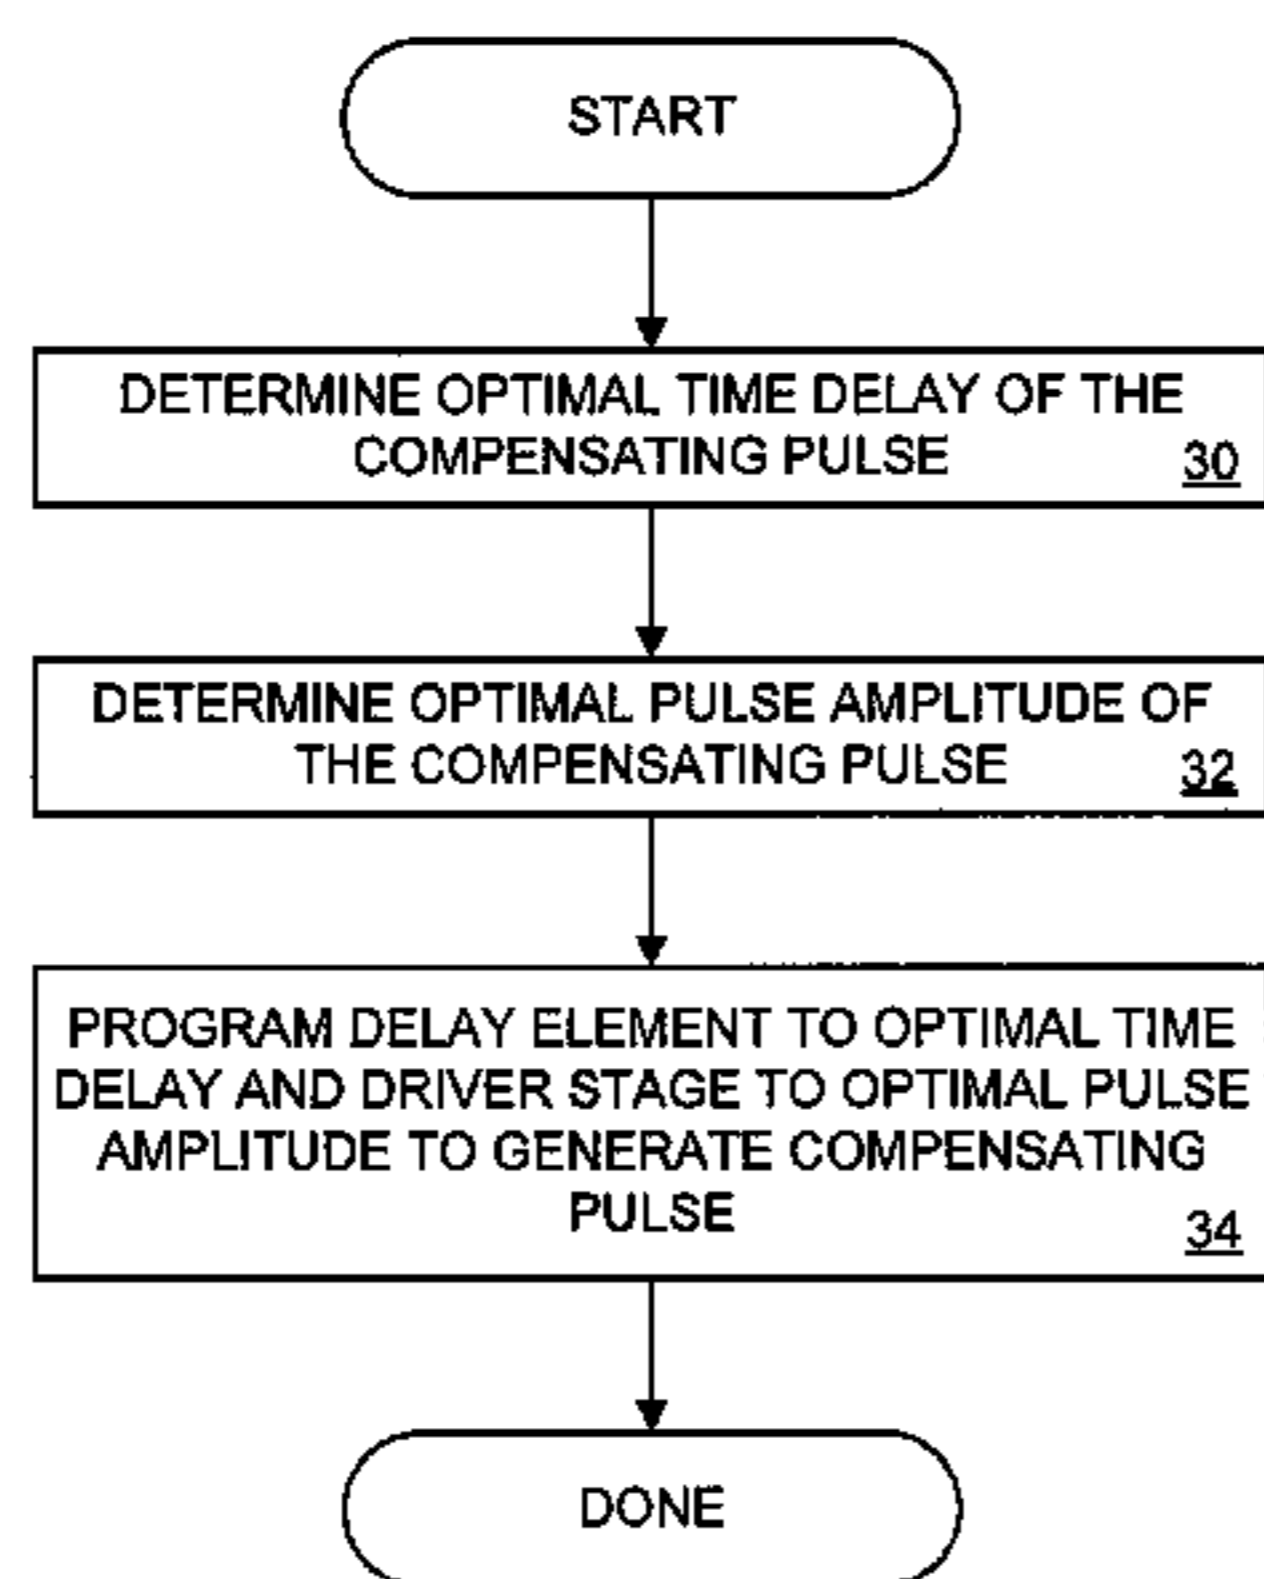 START
DETERMINE OPTIMAL TIME DELAY OF THE
COMPENSATING PULSE
30
DETERMINE OPTIMAL PULSE AMPLITUDE OF
THE COMPENSATING PULSE
32
PROGRAM DELAY ELEMENT TO OPTIMAL TIME
DELAY AND DRIVER STAGE TO OPTIMAL PULSE
AMPLITUDE TO GENERATE COMPENSATING
PULSE
34
DONE